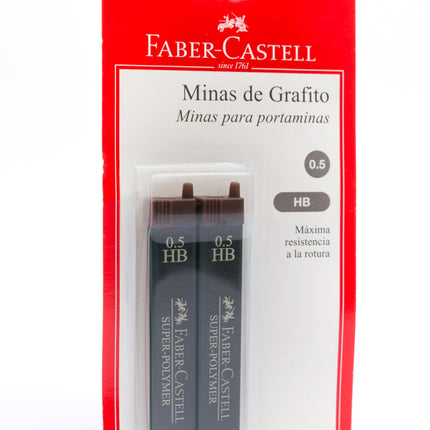 FABER-CASTELL
since 1761
Minas de Grafito
Minas para portaminas
0.5
HB
Máxima
resistencia
a la rotura
0.5
HB
FABER-CASTELL
SUPER-POLYMER
0.5
HB
FABER-CASTELL
SUPER-POLYMER